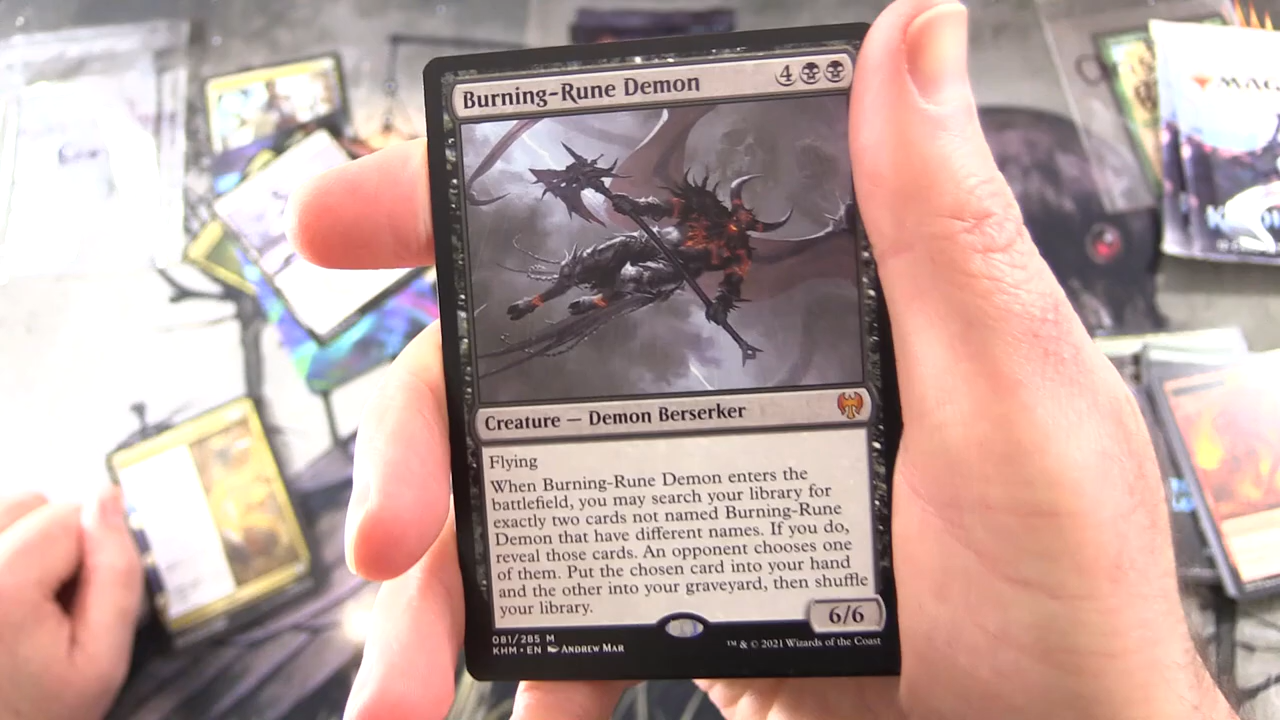 Burning-Rune Demon
4
Creature — Demon Berserker
Flying
When Burning-Rune Demon enters the
battlefield, you may search your library for
exactly two cards not named Burning-Rune
Demon that have different names. If you do,
reveal those cards. An opponent chooses one
of them. Put the chosen card into your hand
and the other into your graveyard, then shuffle
your library.
6/6
081/285 M
KHM • EN Andrew Mar
™ & © 2021 Wizards of the Coast
MAG